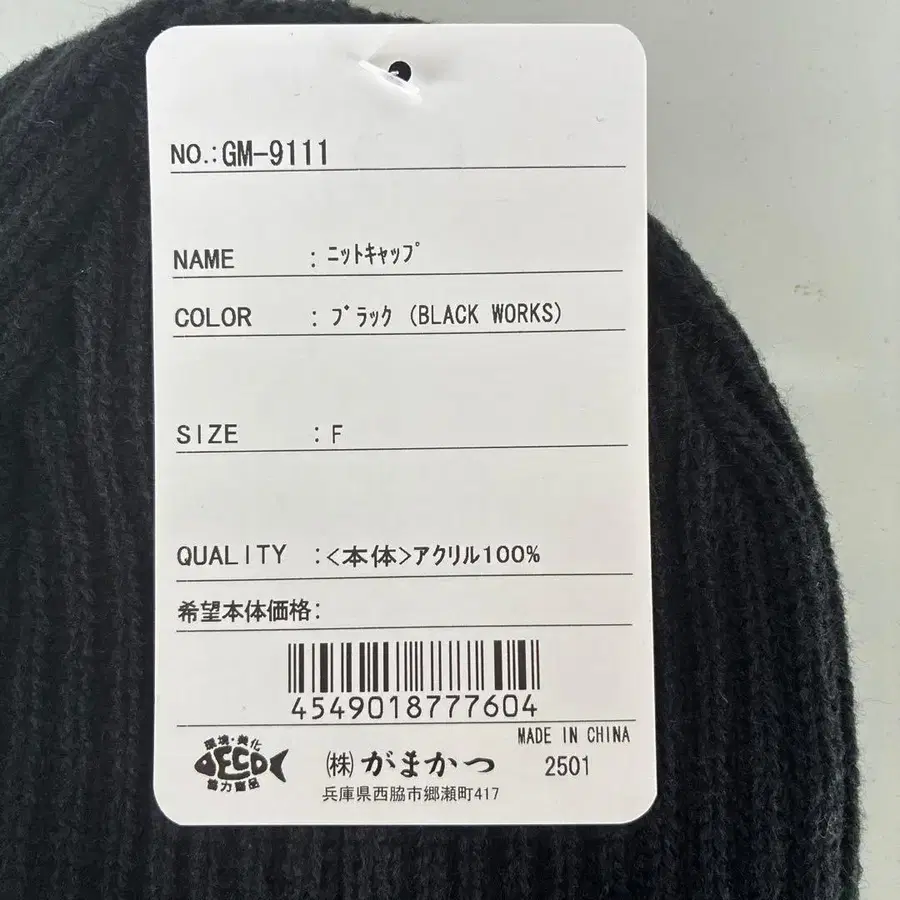 NO.:GM-9111
NAME : ﾆｯﾄｷｬｯﾌﾟ
COLOR : ﾌﾞﾗｯｸ (BLACK WORKS)
SIZE : F
QUALITY :<本体>アクリル100%
希望本体価格:
4549018777604
MADE IN CHINA
環境・美化
ECO
協力商品
(株) がまかつ 2501
兵庫県西脇市郷瀬町417